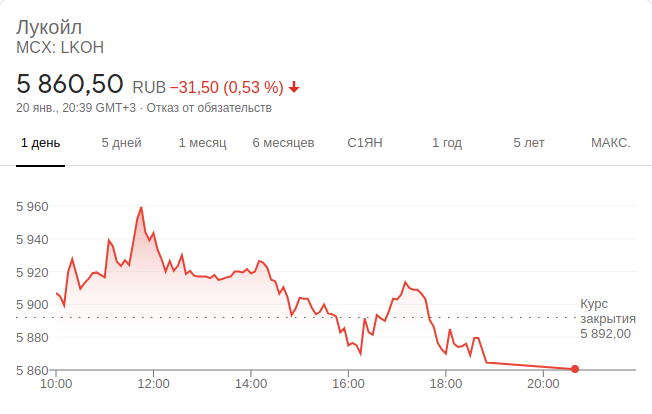 Лукойл
MCX: LKOH
5 860,50 RUB −31,50 (0,53 %)
20 янв., 20:39 GMT+3 · Отказ от обязательств
1 день 5 дней 1 месяц 6 месяцев С1ЯН 1 год 5 лет МАКС.
5 960
5 940
5 920
5 900
Курс
закрытия
5 892,00
5 880
5 860
10:00 12:00 14:00 16:00 18:00 20:00